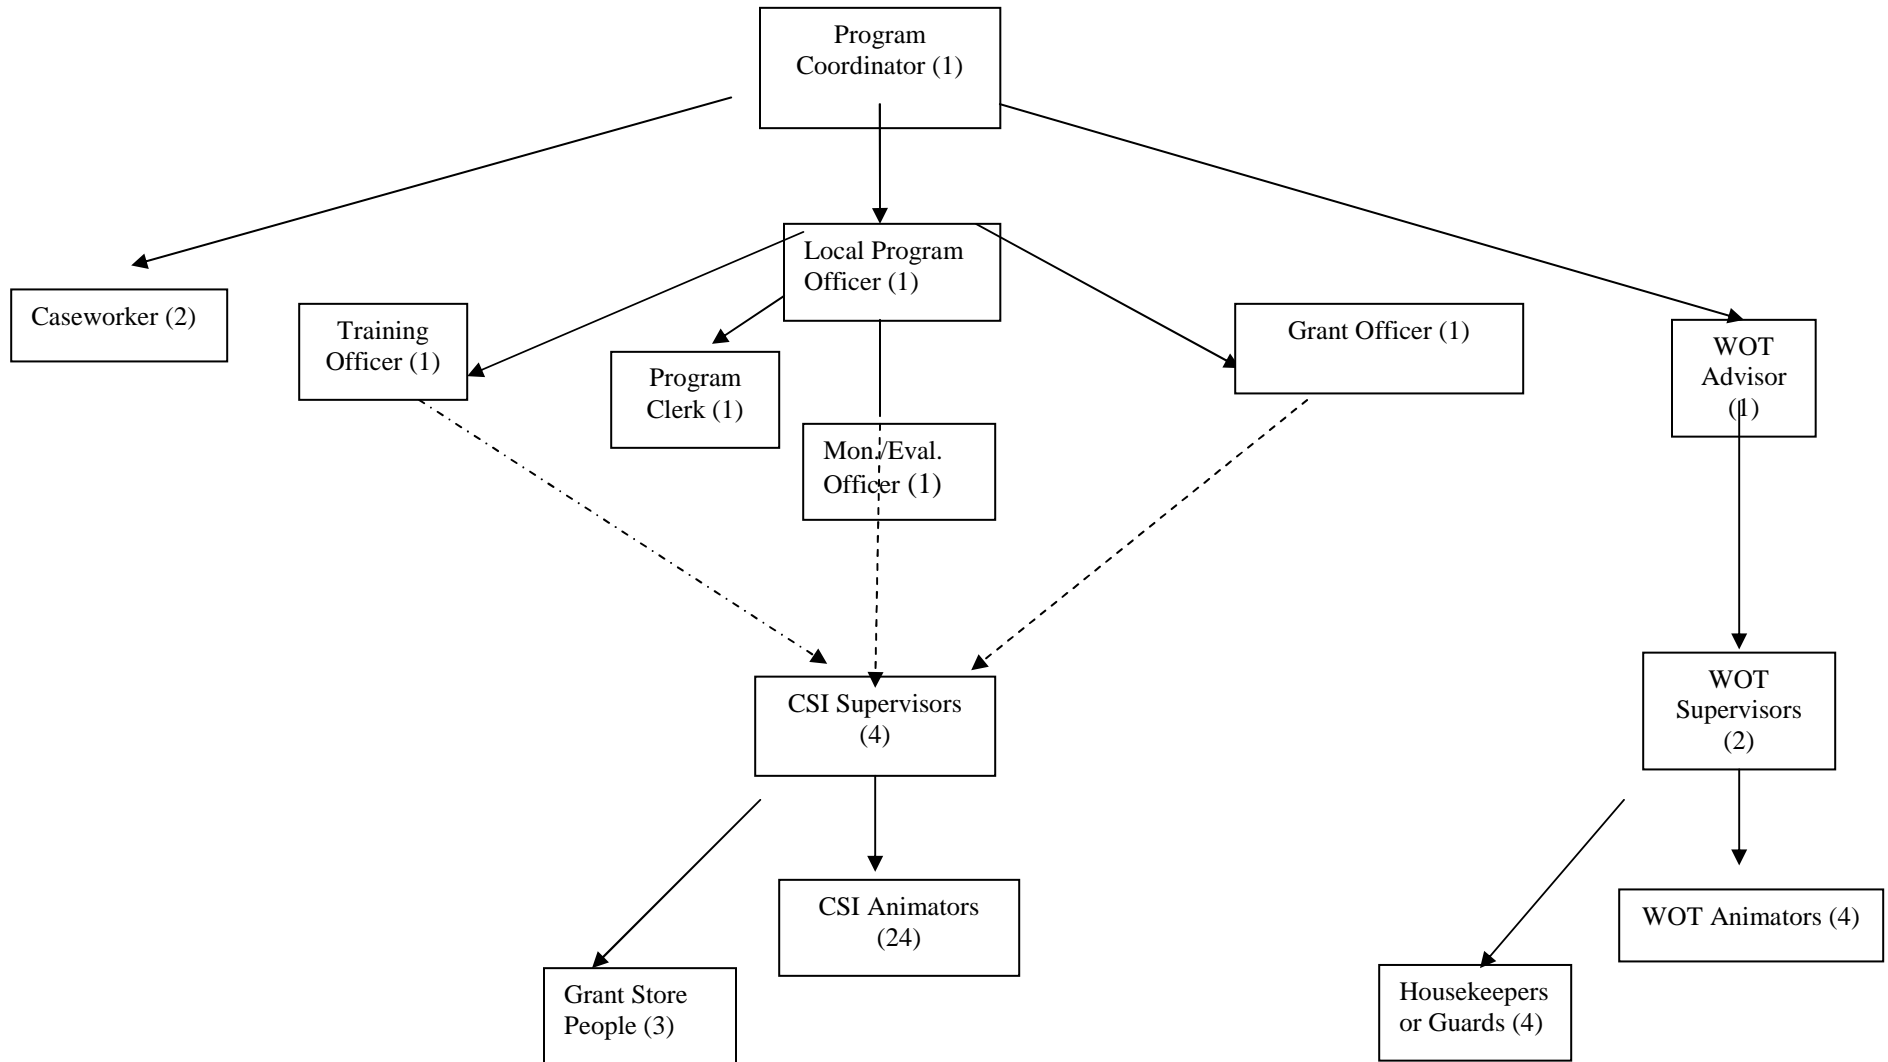 Program
Coordinator (1)
Local Program
Officer (1)
Caseworker (2)
Training
Officer (1)
Program
Clerk (1)
Mon./Eval.
Officer (1)
Grant Officer (1)
WOT
Advisor
(1)
CSI Supervisors
(4)
WOT
Supervisors
(2)
CSI Animators
(24)
WOT Animators (4)
Grant Store
People (3)
Housekeepers
or Guards (4)